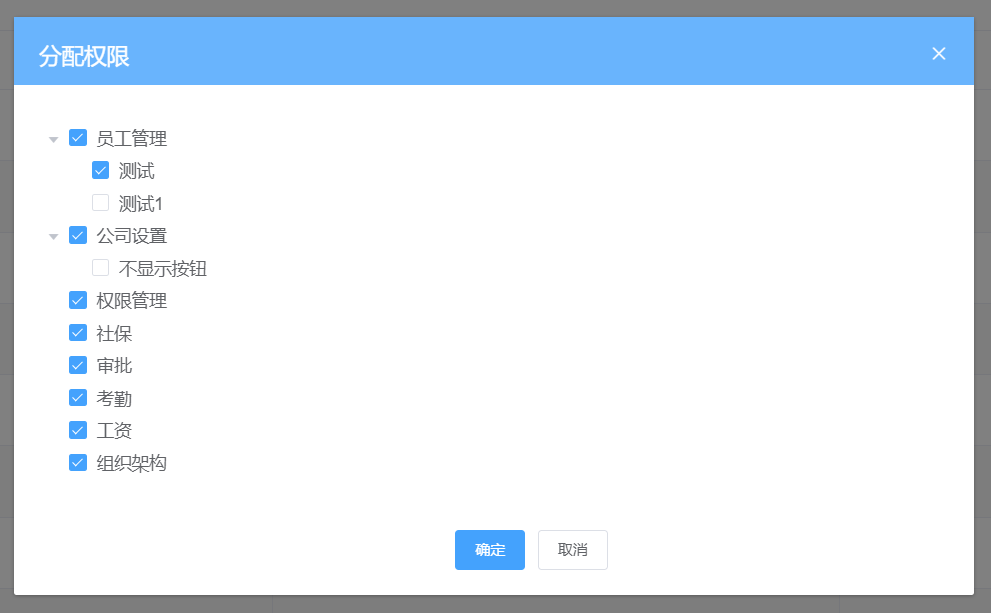 分配权限
员工管理
测试
测试1
公司设置
不显示按钮
权限管理
社保
审批
考勤
工资
组织架构
确定 取消